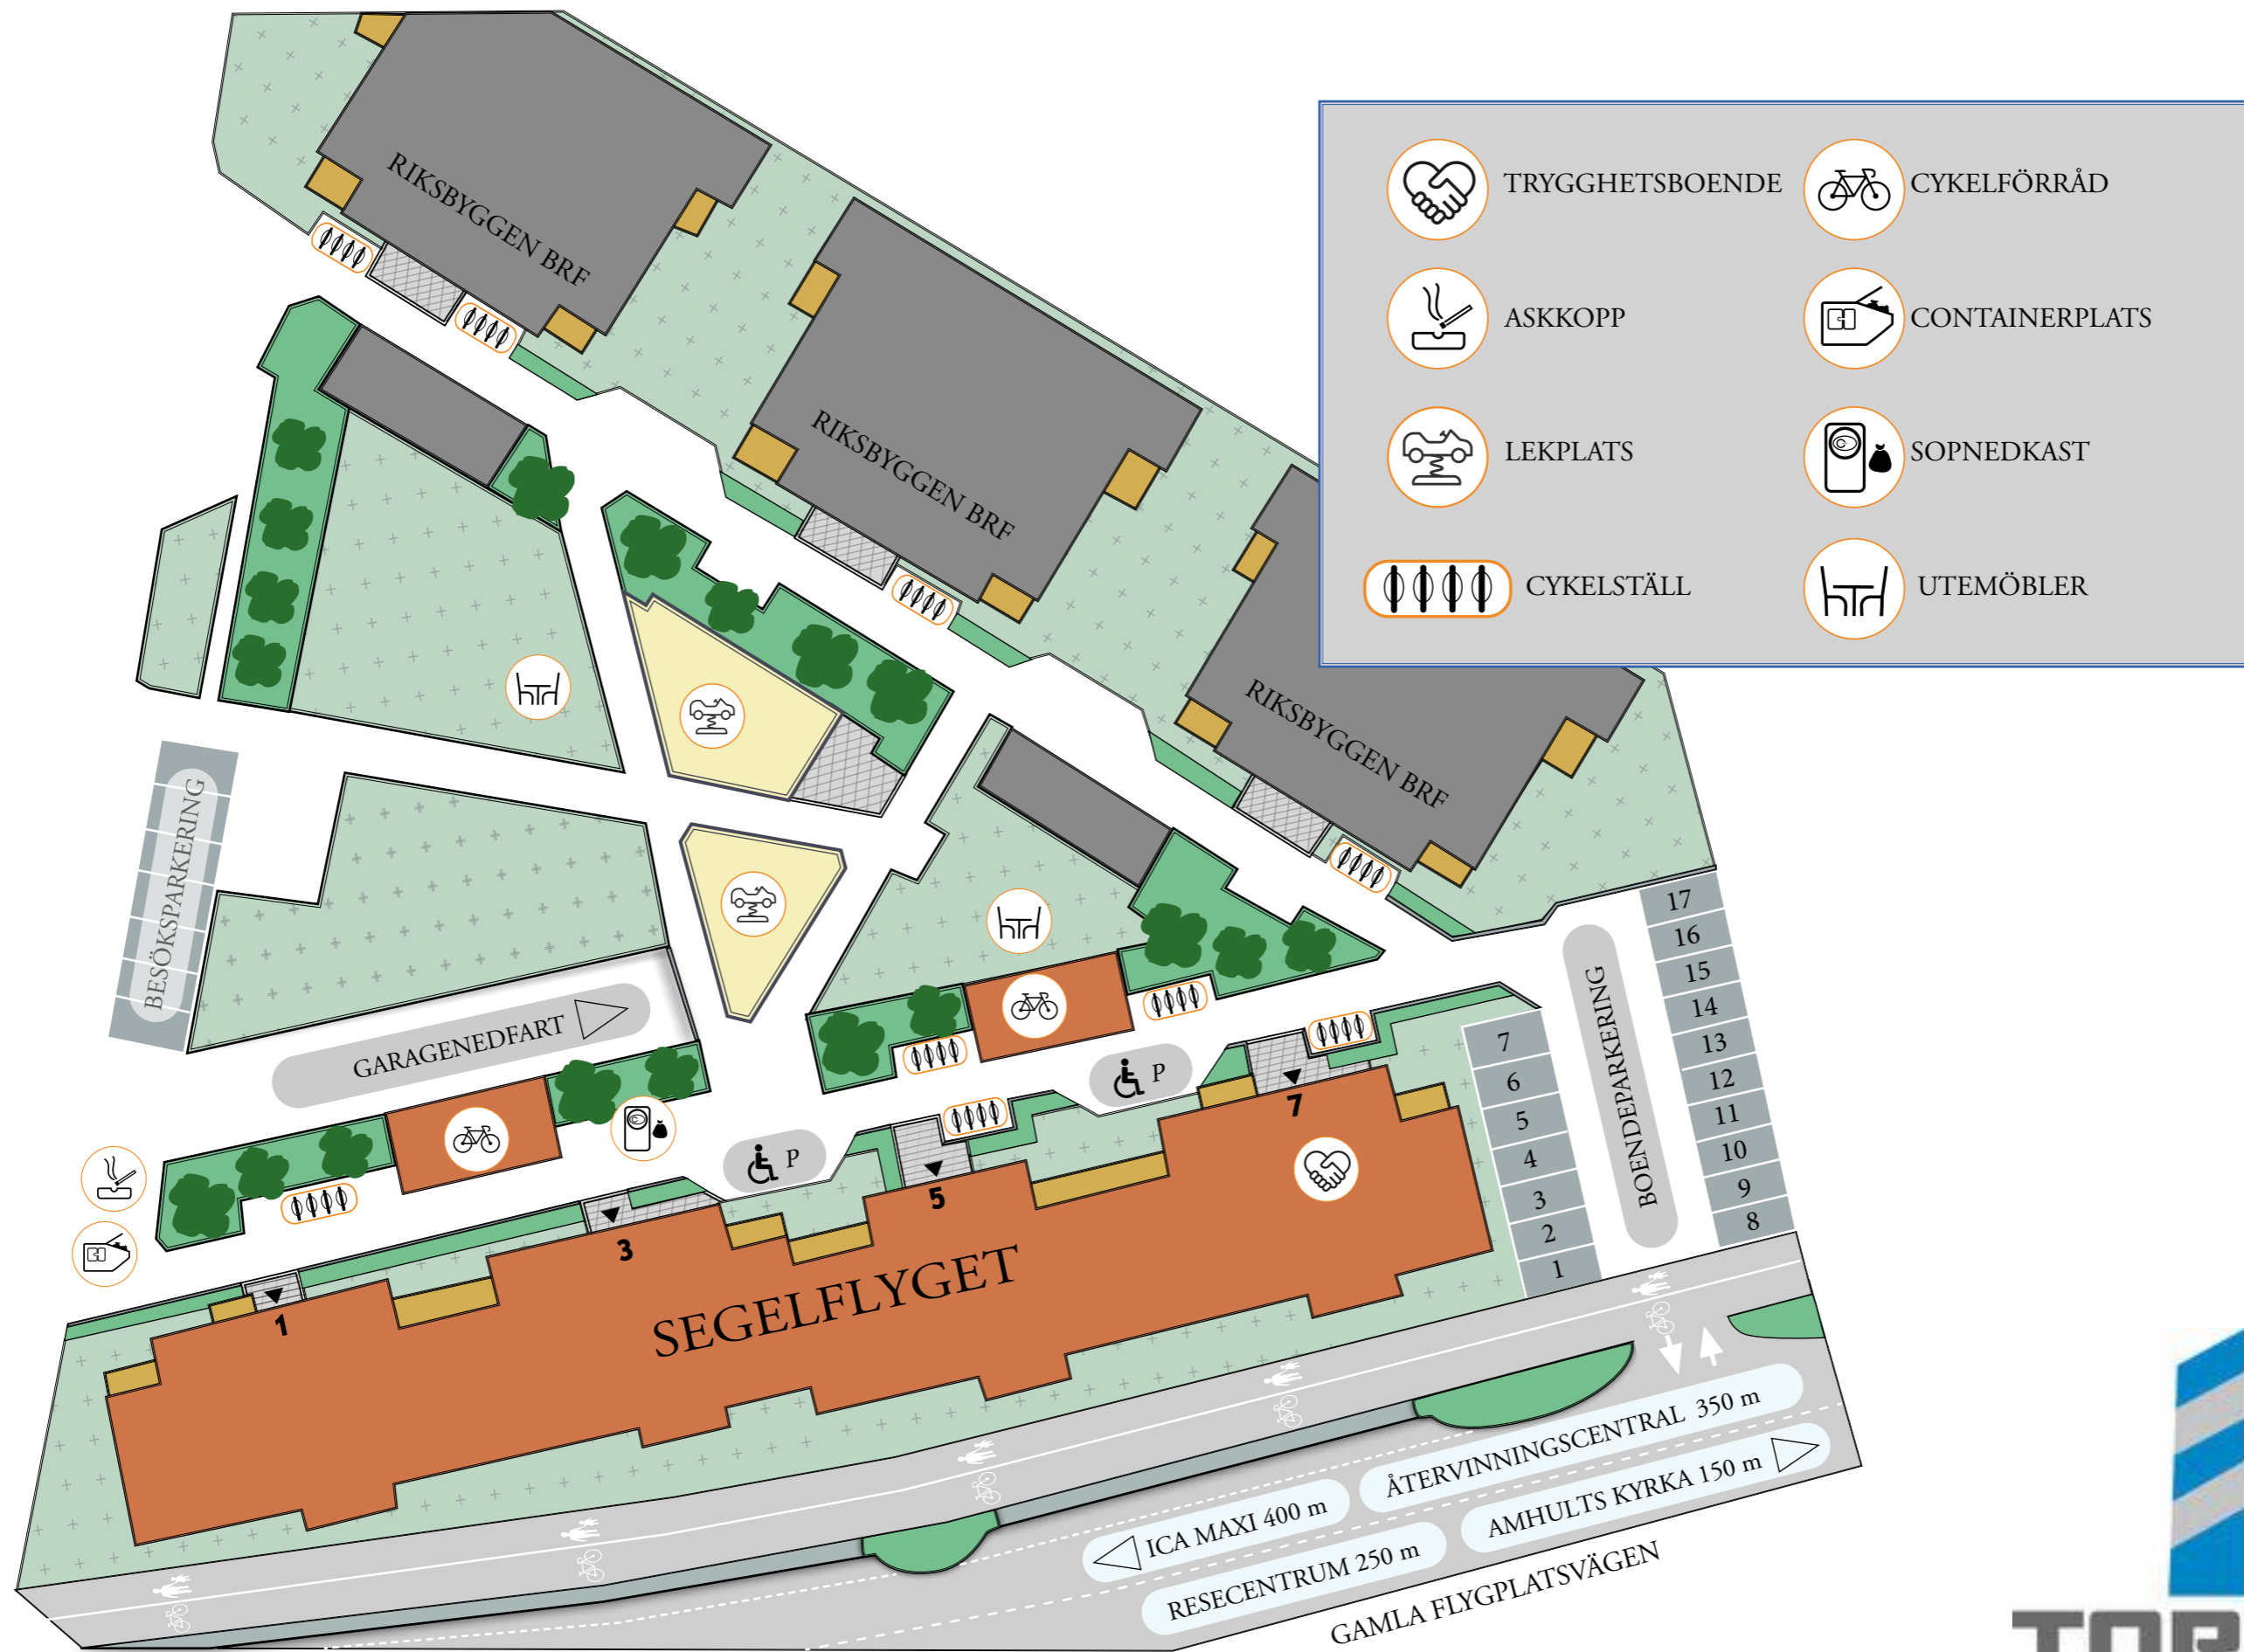 RIKSBYGGEN BRF
RIKSBYGGEN BRF
RIKSBYGGEN BRF
TRYGGHETSBOENDE
CYKELFÖRRÅD
ASKKOPP
CONTAINERPLATS
LEKPLATS
SOPNEDKAST
CYKELSTÄLL
UTEMÖBLER
BESÖKSPARKERING
GARAGENEDFART
P
P
1
3
5
7
SEGELFLYGET
BOENDEPARKERING
17
16
15
14
13
12
11
10
9
8
7
6
5
4
3
2
1
ÅTERVINNINGSCENTRAL 350 m
ICA MAXI 400 m
AMHULTS KYRKA 150 m
RESECENTRUM 250 m
GAMLA FLYGPLATSVÄGEN